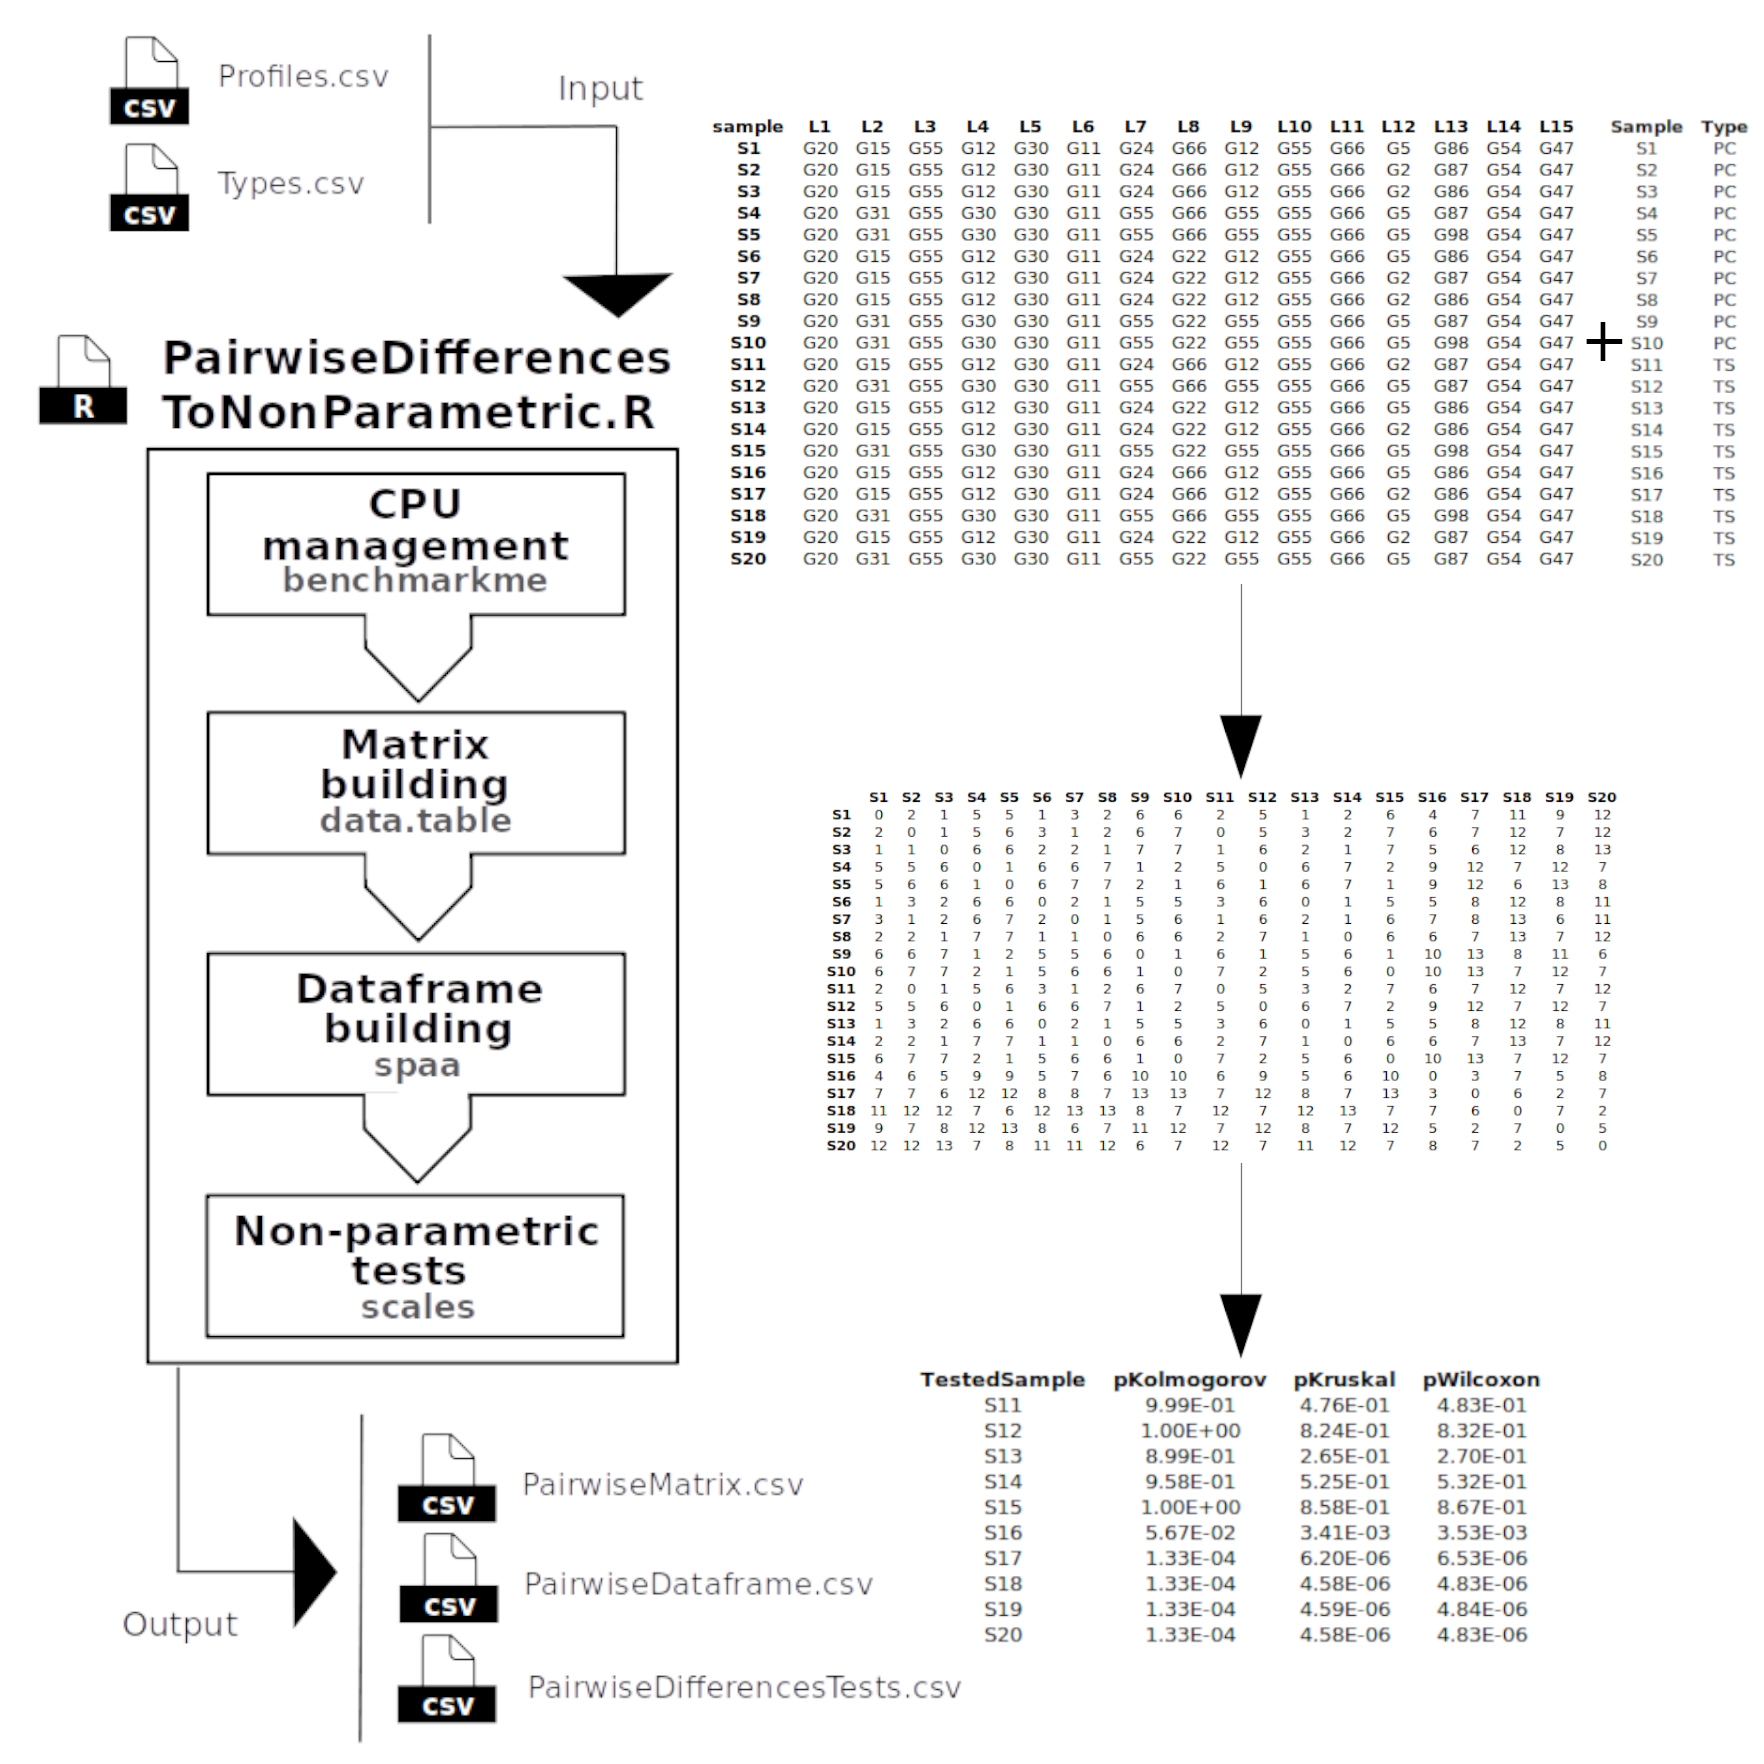 Profiles.csv
csv
Types.csv
csv
Input
R
PairwiseDifferences
ToNonParametric.R
CPU
management
benchmarkme
Matrix
building
data.table
Dataframe
building
spaa
Non-parametric
tests
scales
Output
PairwiseMatrix.csv
csv
PairwiseDataframe.csv
csv
PairwiseDifferencesTests.csv
csv
sample L1 L2 L3 L4 L5 L6 L7 L8 L9 L10 L11 L12 L13 L14 L15 Sample Type
S1 G20 G15 G55 G12 G30 G11 G24 G66 G12 G55 G66 G5 G86 G54 G47 S1 PC
S2 G20 G15 G55 G12 G30 G11 G24 G66 G12 G55 G66 G2 G87 G54 G47 S2 PC
S3 G20 G15 G55 G12 G30 G11 G24 G66 G12 G55 G66 G2 G86 G54 G47 S3 PC
S4 G20 G31 G55 G30 G30 G11 G55 G66 G55 G55 G66 G5 G87 G54 G47 S4 PC
S5 G20 G31 G55 G30 G30 G11 G55 G66 G55 G55 G66 G5 G98 G54 G47 S5 PC
S6 G20 G15 G55 G12 G30 G11 G24 G22 G12 G55 G66 G5 G86 G54 G47 S6 PC
S7 G20 G15 G55 G12 G30 G11 G24 G22 G12 G55 G66 G2 G87 G54 G47 S7 PC
S8 G20 G15 G55 G12 G30 G11 G24 G22 G12 G55 G66 G2 G86 G54 G47 S8 PC
S9 G20 G31 G55 G30 G30 G11 G55 G22 G55 G55 G66 G5 G87 G54 G47 S9 PC
S10 G20 G31 G55 G30 G30 G11 G55 G22 G55 G55 G66 G5 G98 G54 G47 + S10 PC
S11 G20 G15 G55 G12 G30 G11 G24 G66 G12 G55 G66 G2 G87 G54 G47 S11 TS
S12 G20 G31 G55 G30 G30 G11 G55 G66 G55 G55 G66 G5 G87 G54 G47 S12 TS
S13 G20 G15 G55 G12 G30 G11 G24 G22 G12 G55 G66 G5 G86 G54 G47 S13 TS
S14 G20 G15 G55 G12 G30 G11 G24 G22 G12 G55 G66 G2 G86 G54 G47 S14 TS
S15 G20 G31 G55 G30 G30 G11 G55 G22 G55 G55 G66 G5 G98 G54 G47 S15 TS
S16 G20 G15 G55 G12 G30 G11 G24 G66 G12 G55 G66 G5 G86 G54 G47 S16 TS
S17 G20 G15 G55 G12 G30 G11 G24 G66 G12 G55 G66 G2 G87 G54 G47 S17 TS
S18 G20 G31 G55 G30 G30 G11 G55 G66 G55 G55 G66 G5 G98 G54 G47 S18 TS
S19 G20 G15 G55 G12 G30 G11 G24 G22 G12 G55 G66 G2 G87 G54 G47 S19 TS
S20 G20 G31 G55 G30 G30 G11 G55 G22 G55 G55 G66 G5 G87 G54 G47 S20 TS
S1 S2 S3 S4 S5 S6 S7 S8 S9 S10 S11 S12 S13 S14 S15 S16 S17 S18 S19 S20
S1 0 2 1 5 5 1 3 2 6 6 2 5 1 2 6 4 7 11 9 12
S2 2 0 1 5 6 3 1 2 6 7 0 5 3 2 7 6 7 12 7 12
S3 1 1 0 6 6 2 2 1 7 7 1 6 2 1 7 5 6 12 8 13
S4 5 5 6 0 1 6 6 7 1 2 5 0 6 7 2 9 12 7 12 7
S5 5 6 6 1 0 6 7 7 2 1 6 1 6 7 1 9 12 6 13 8
S6 1 3 2 6 6 0 2 1 5 5 3 6 0 1 5 5 8 12 8 11
S7 3 1 2 6 7 2 0 1 5 6 1 6 2 1 6 7 8 13 6 11
S8 2 2 1 7 7 1 1 0 6 6 2 7 1 0 6 6 7 13 7 12
S9 6 6 7 1 2 5 5 6 0 1 6 1 5 6 1 10 13 8 11 6
S10 6 7 7 2 1 5 6 6 1 0 7 2 5 6 0 10 13 7 12 7
S11 2 0 1 5 6 3 1 2 6 7 0 5 3 2 7 6 7 12 7 12
S12 5 5 6 0 1 6 6 7 1 2 5 0 6 7 2 9 12 7 12 7
S13 1 3 2 6 6 0 2 1 5 5 3 6 0 1 5 5 8 12 8 11
S14 2 2 1 7 7 1 1 0 6 6 2 7 1 0 6 6 7 13 7 12
S15 6 7 7 2 1 5 6 6 1 0 7 2 5 6 0 10 13 7 12 7
S16 4 6 5 9 9 5 7 6 10 10 6 9 5 6 10 0 3 7 5 8
S17 7 7 6 12 12 8 8 7 13 13 7 12 8 7 13 3 0 6 2 7
S18 11 12 12 7 6 12 13 13 8 7 12 7 12 13 7 7 6 0 7 2
S19 9 7 8 12 13 8 6 7 11 12 7 12 8 7 12 5 2 7 0 5
S20 12 12 13 7 8 11 11 12 6 7 12 7 11 12 7 8 7 2 5 0
TestedSample pKolmogorov pKruskal pWilcoxon
S11 9.99E-01 4.76E-01 4.83E-01
S12 1.00E+00 8.24E-01 8.32E-01
S13 8.99E-01 2.65E-01 2.70E-01
S14 9.58E-01 5.25E-01 5.32E-01
S15 1.00E+00 8.58E-01 8.67E-01
S16 5.67E-02 3.41E-03 3.53E-03
S17 1.33E-04 6.20E-06 6.53E-06
S18 1.33E-04 4.58E-06 4.83E-06
S19 1.33E-04 4.59E-06 4.84E-06
S20 1.33E-04 4.58E-06 4.83E-06